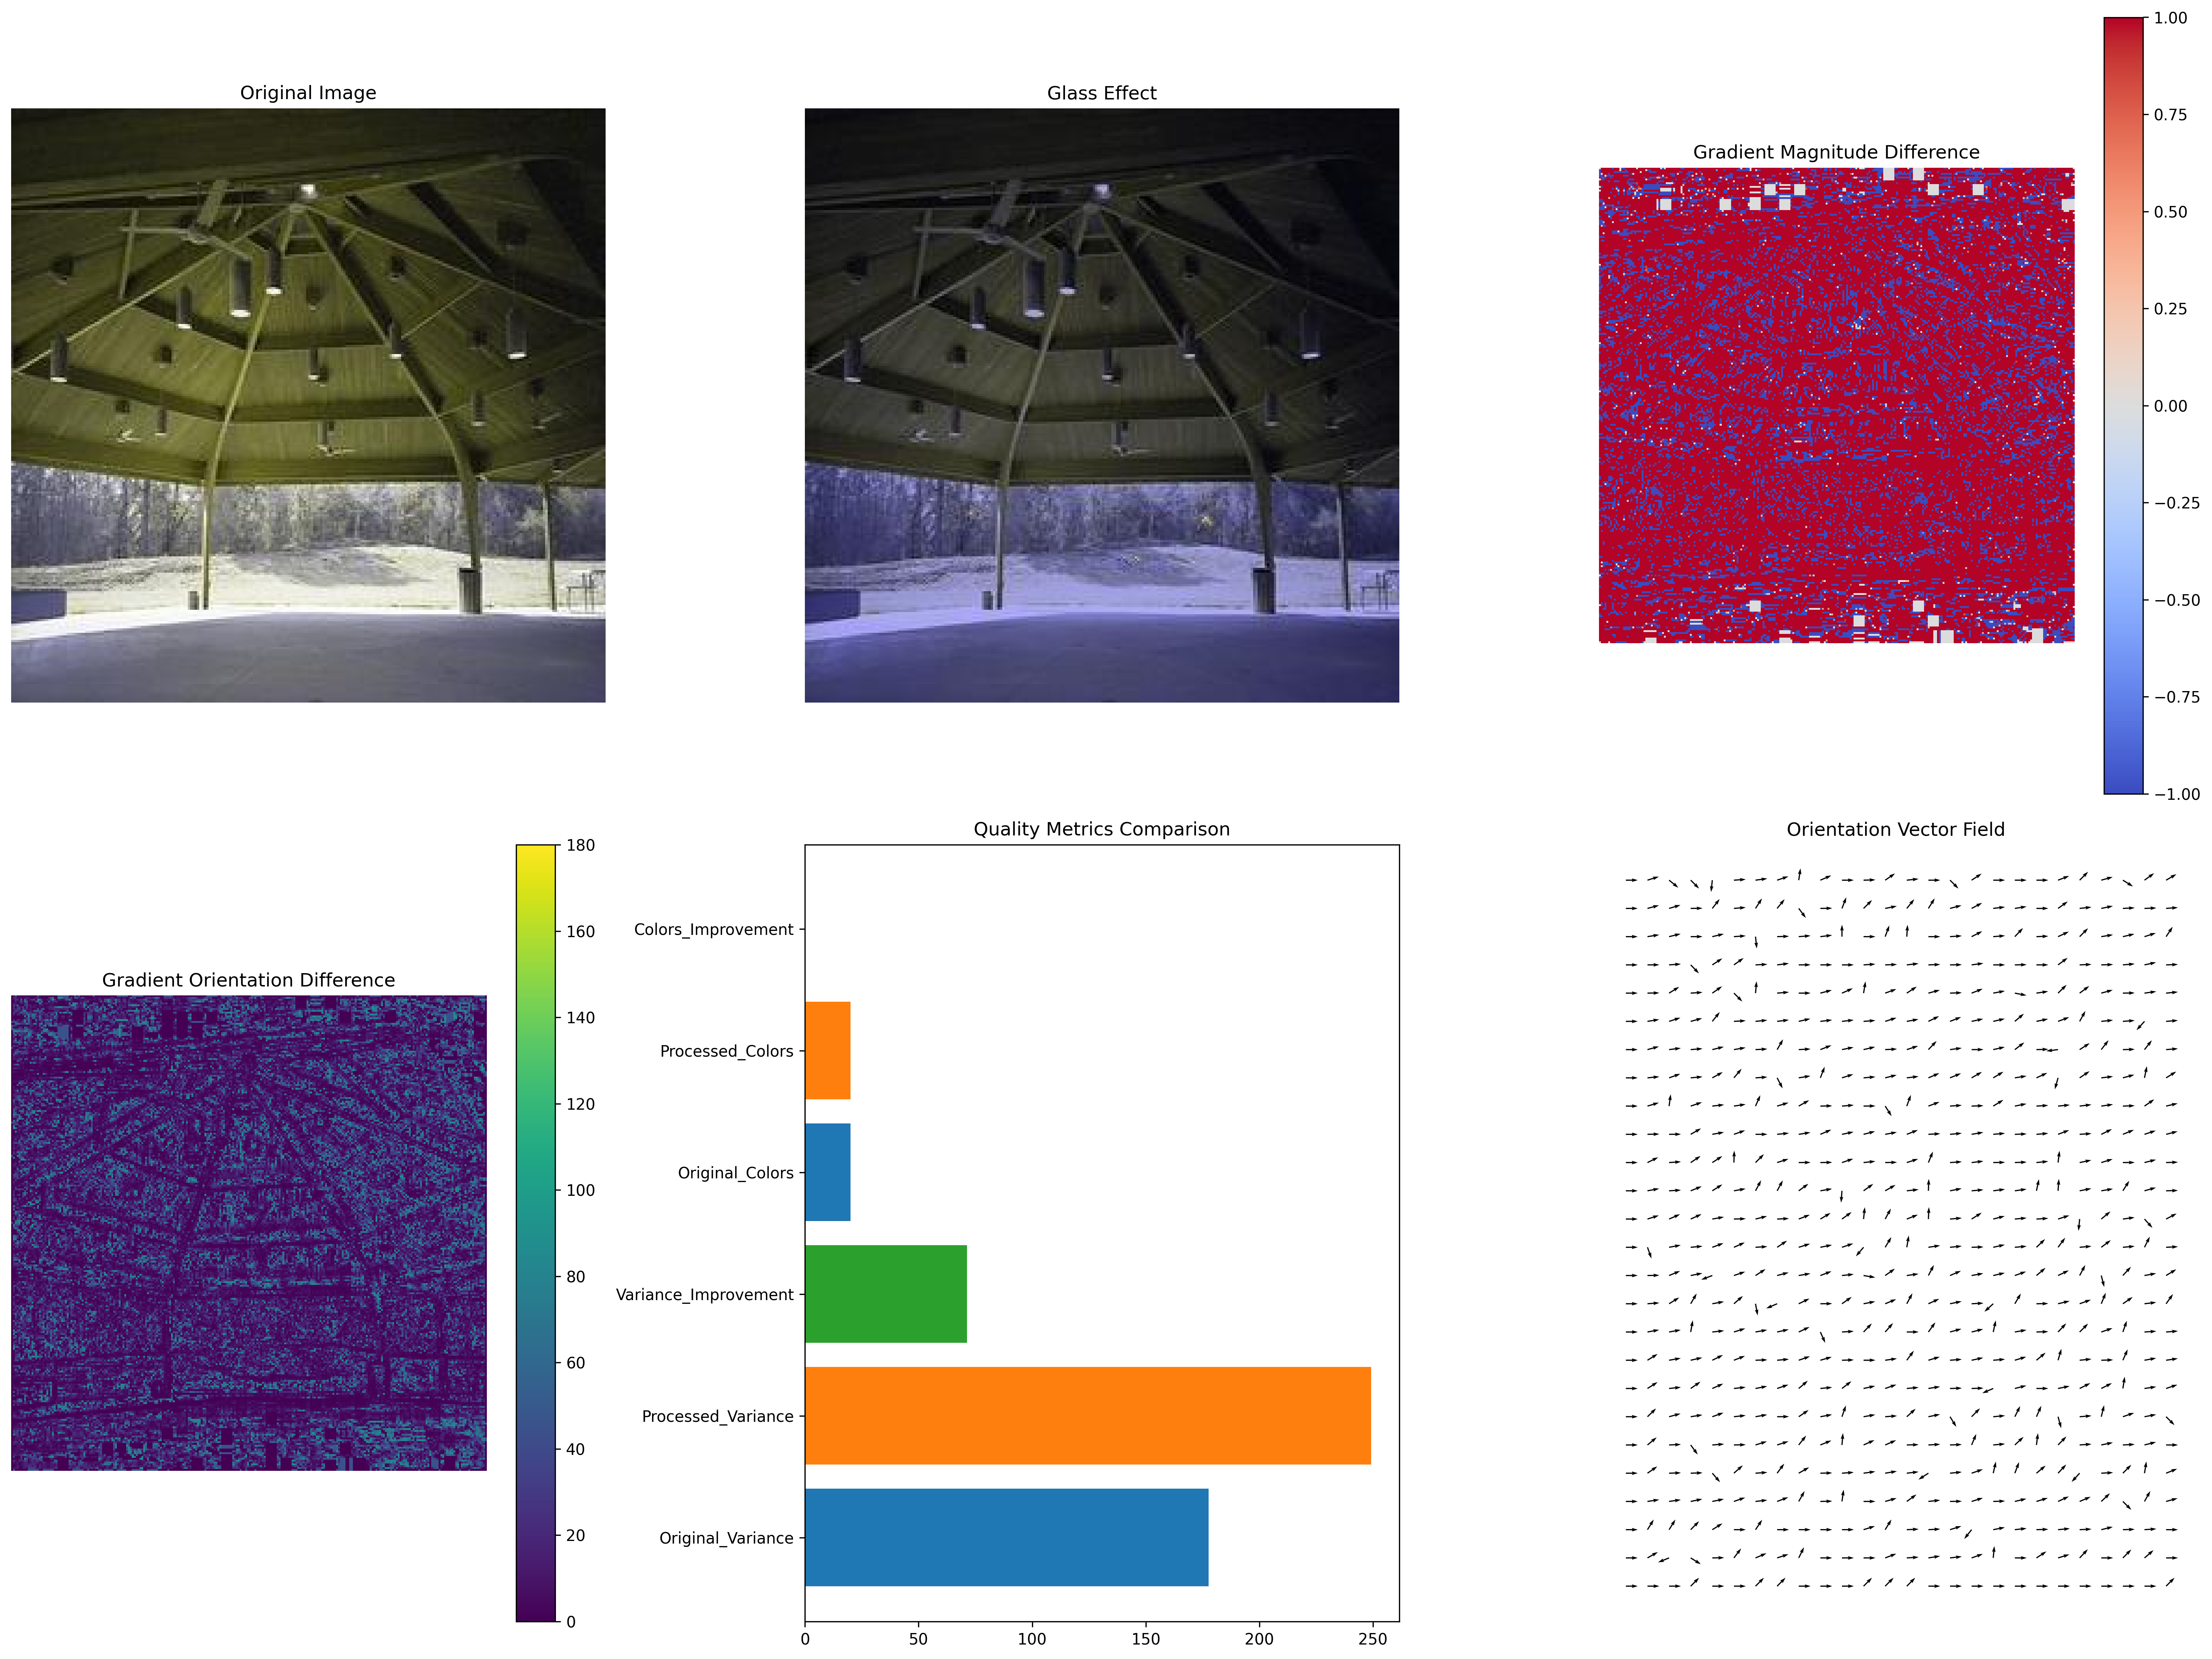 Original Image
Glass Effect
Gradient Magnitude Difference
1.00
0.75
0.50
0.25
0.00
−0.25
−0.50
−0.75
−1.00
Gradient Orientation Difference
180
160
140
120
100
80
60
40
20
0
Quality Metrics Comparison
Colors_Improvement
Processed_Colors
Original_Colors
Variance_Improvement
Processed_Variance
Original_Variance
0 50 100 150 200 250
Orientation Vector Field